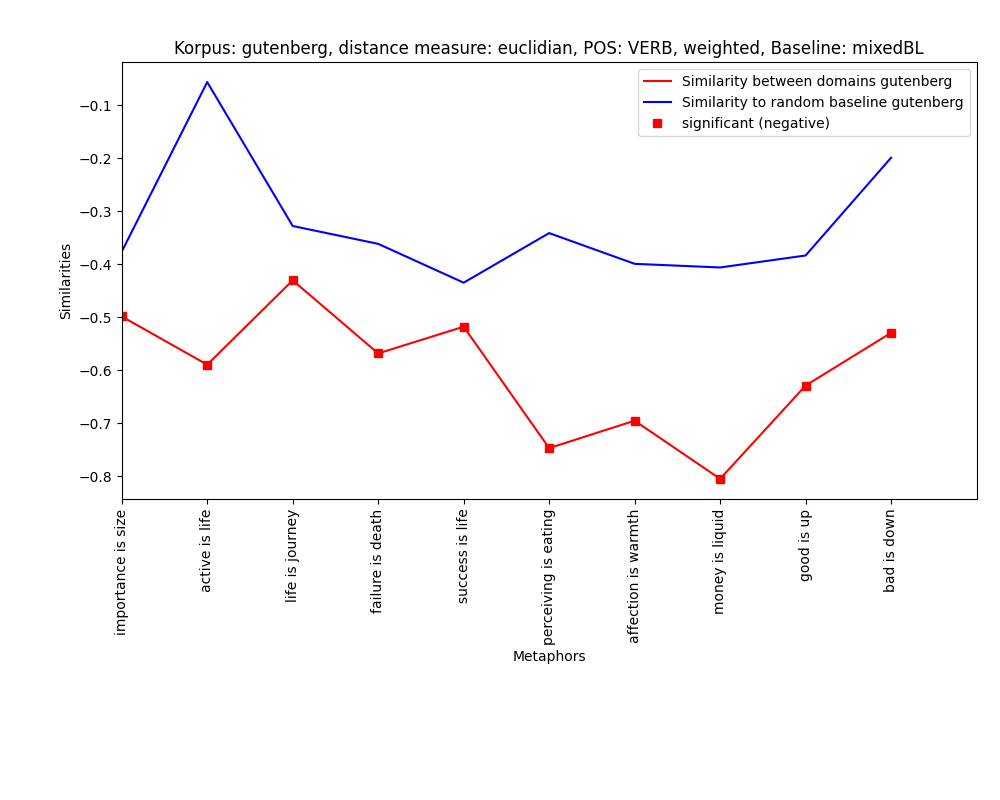 Korpus: gutenberg, distance measure: euclidian, POS: VERB, weighted, Baseline: mixedBL
Similarity between domains gutenberg
Similarity to random baseline gutenberg
significant (negative)
−0.1
−0.2
−0.3
−0.4
−0.5
−0.6
−0.7
−0.8
Similarities
importance is size
active is life
life is journey
failure is death
success is life
perceiving is eating
affection is warmth
money is liquid
good is up
bad is down
Metaphors